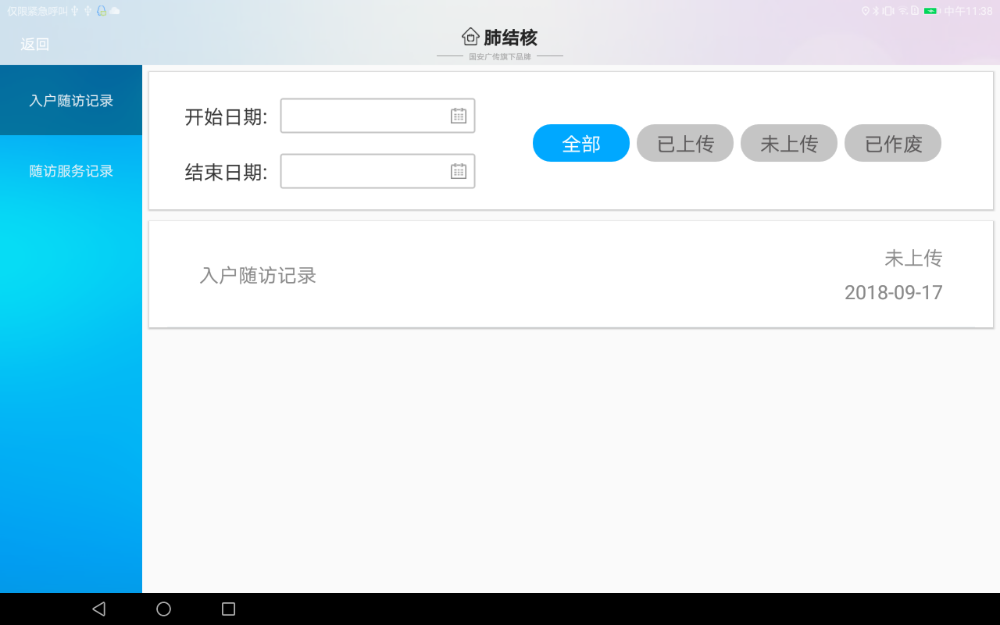 仅限紧急呼叫
中午11:38
返回
肺结核
国安广传旗下品牌
入户随访记录
随访服务记录
开始日期:
结束日期:
全部
已上传
未上传
已作废
入户随访记录
未上传
2018-09-17